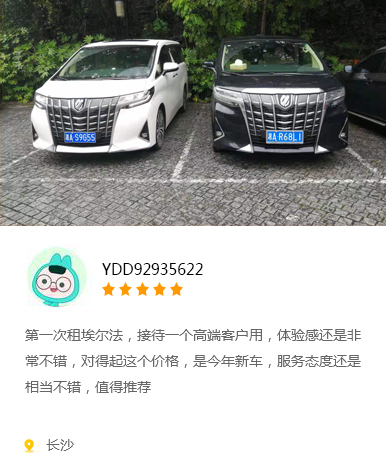 湘A S9G55
湘A R68L1
YDD92935622
第一次租埃尔法，接待一个高端客户用，体验感还是非
常不错，对得起这个价格，是今年新车，服务态度还是
相当不错，值得推荐
长沙